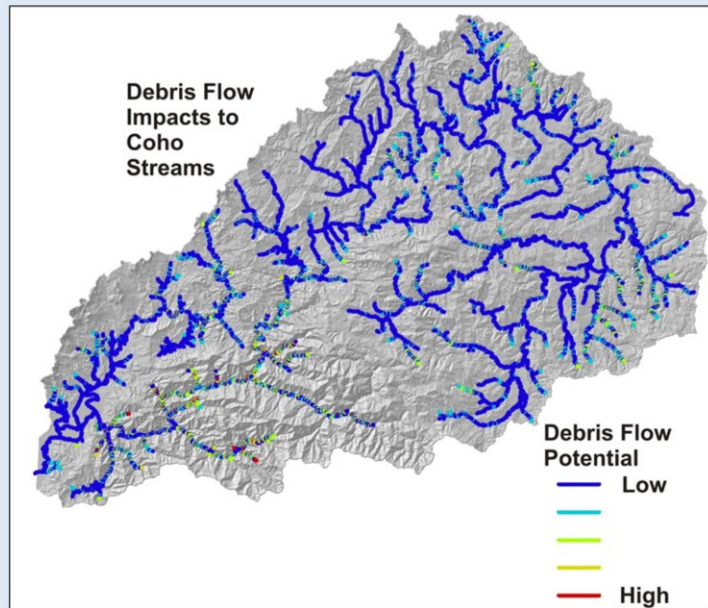 Debris Flow
Impacts to
Coho
Streams
Debris Flow
Potential
Low
High